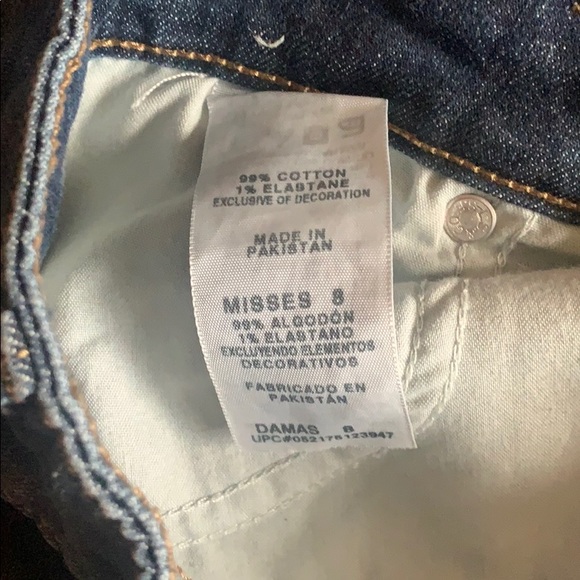 99% COTTON
1% ELASTANE
EXCLUSIVE OF DECORATION
MADE IN
PAKISTAN
MISSES 8
99% ALGODÓN
1% ELASTANO
EXCLUYENDO ELEMENTOS
DECORATIVOS
FABRICADO EN
PAKISTÁN
DAMAS 8
UPC#052178123947